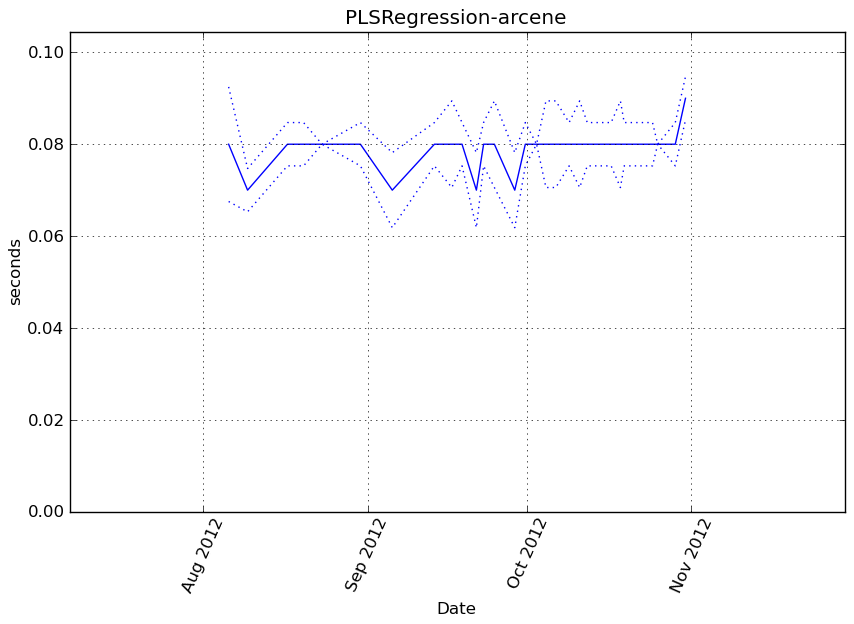 PLSRegression-arcene
0.10
0.08
0.06
0.04
0.02
0.00
seconds
Aug 2012
Sep 2012
Oct 2012
Nov 2012
Date